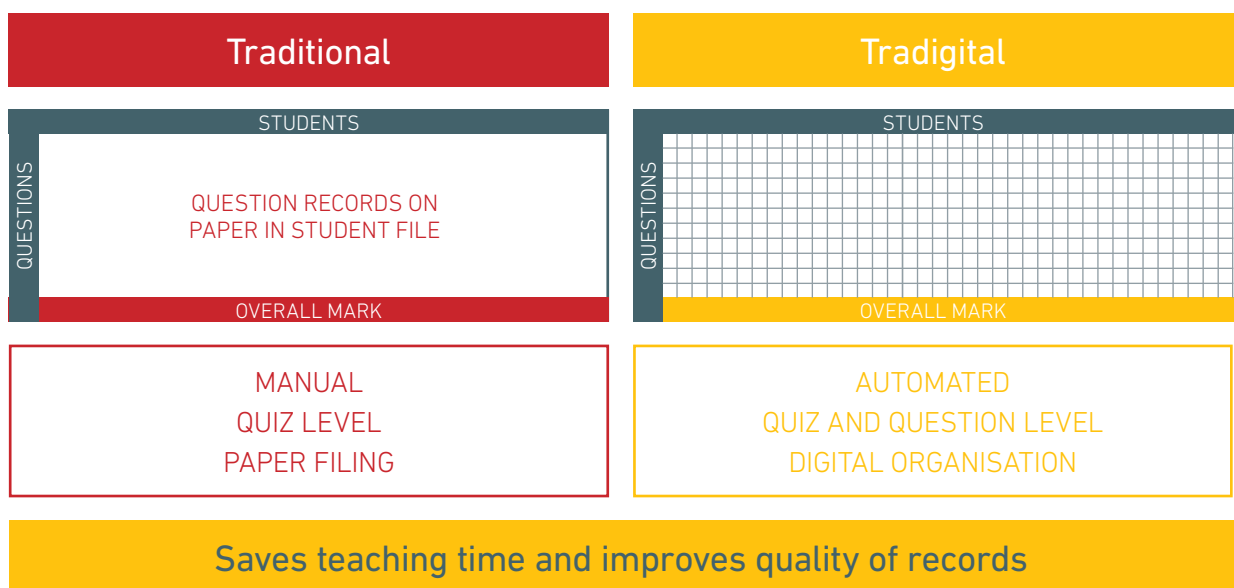 Traditional
STUDENTS
QUESTIONS
QUESTION RECORDS ON
PAPER IN STUDENT FILE
OVERALL MARK
MANUAL
QUIZ LEVEL
PAPER FILING
Tradigital
STUDENTS
QUESTIONS
OVERALL MARK
AUTOMATED
QUIZ AND QUESTION LEVEL
DIGITAL ORGANISATION
Saves teaching time and improves quality of records